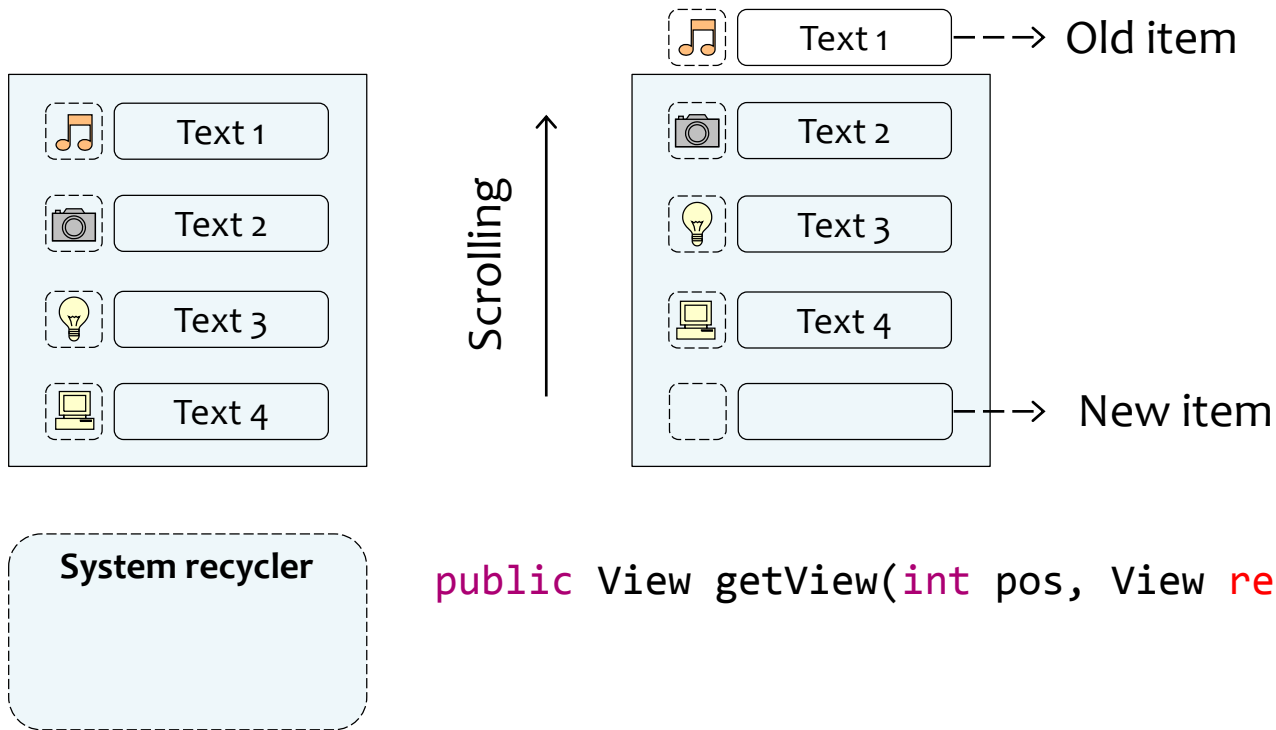 Text 1
Text 2
Text 3
Text 4
Scrolling
Text 1
Old item
Text 2
Text 3
Text 4
New item
System recycler
public View getView(int pos, View re